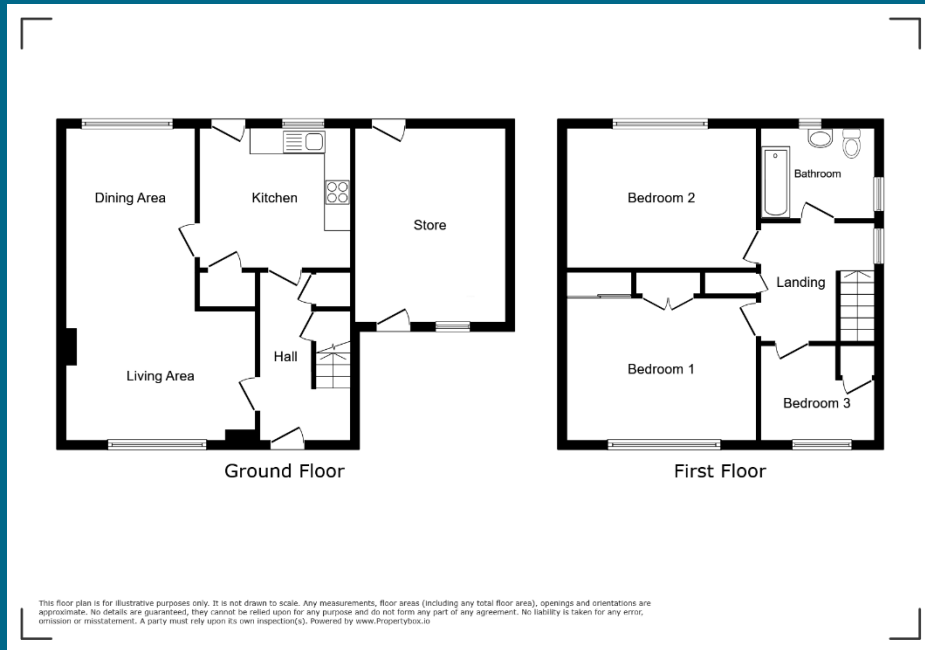 Dining Area
Kitchen
Store
Living Area
Hall
Ground Floor
Bedroom 2
Bathroom
Landing
Bedroom 1
Bedroom 3
First Floor
This floor plan is for illustrative purposes only. It is not drawn to scale. Any measurements, floor areas (including any total floor area), openings and orientations are
approximate. No details are guaranteed, they cannot be relied upon for any purpose and do not form any part of any agreement. No liability is taken for any error,
omission or misstatement. A party must rely upon its own inspection(s). Powered by www.Propertybox.io